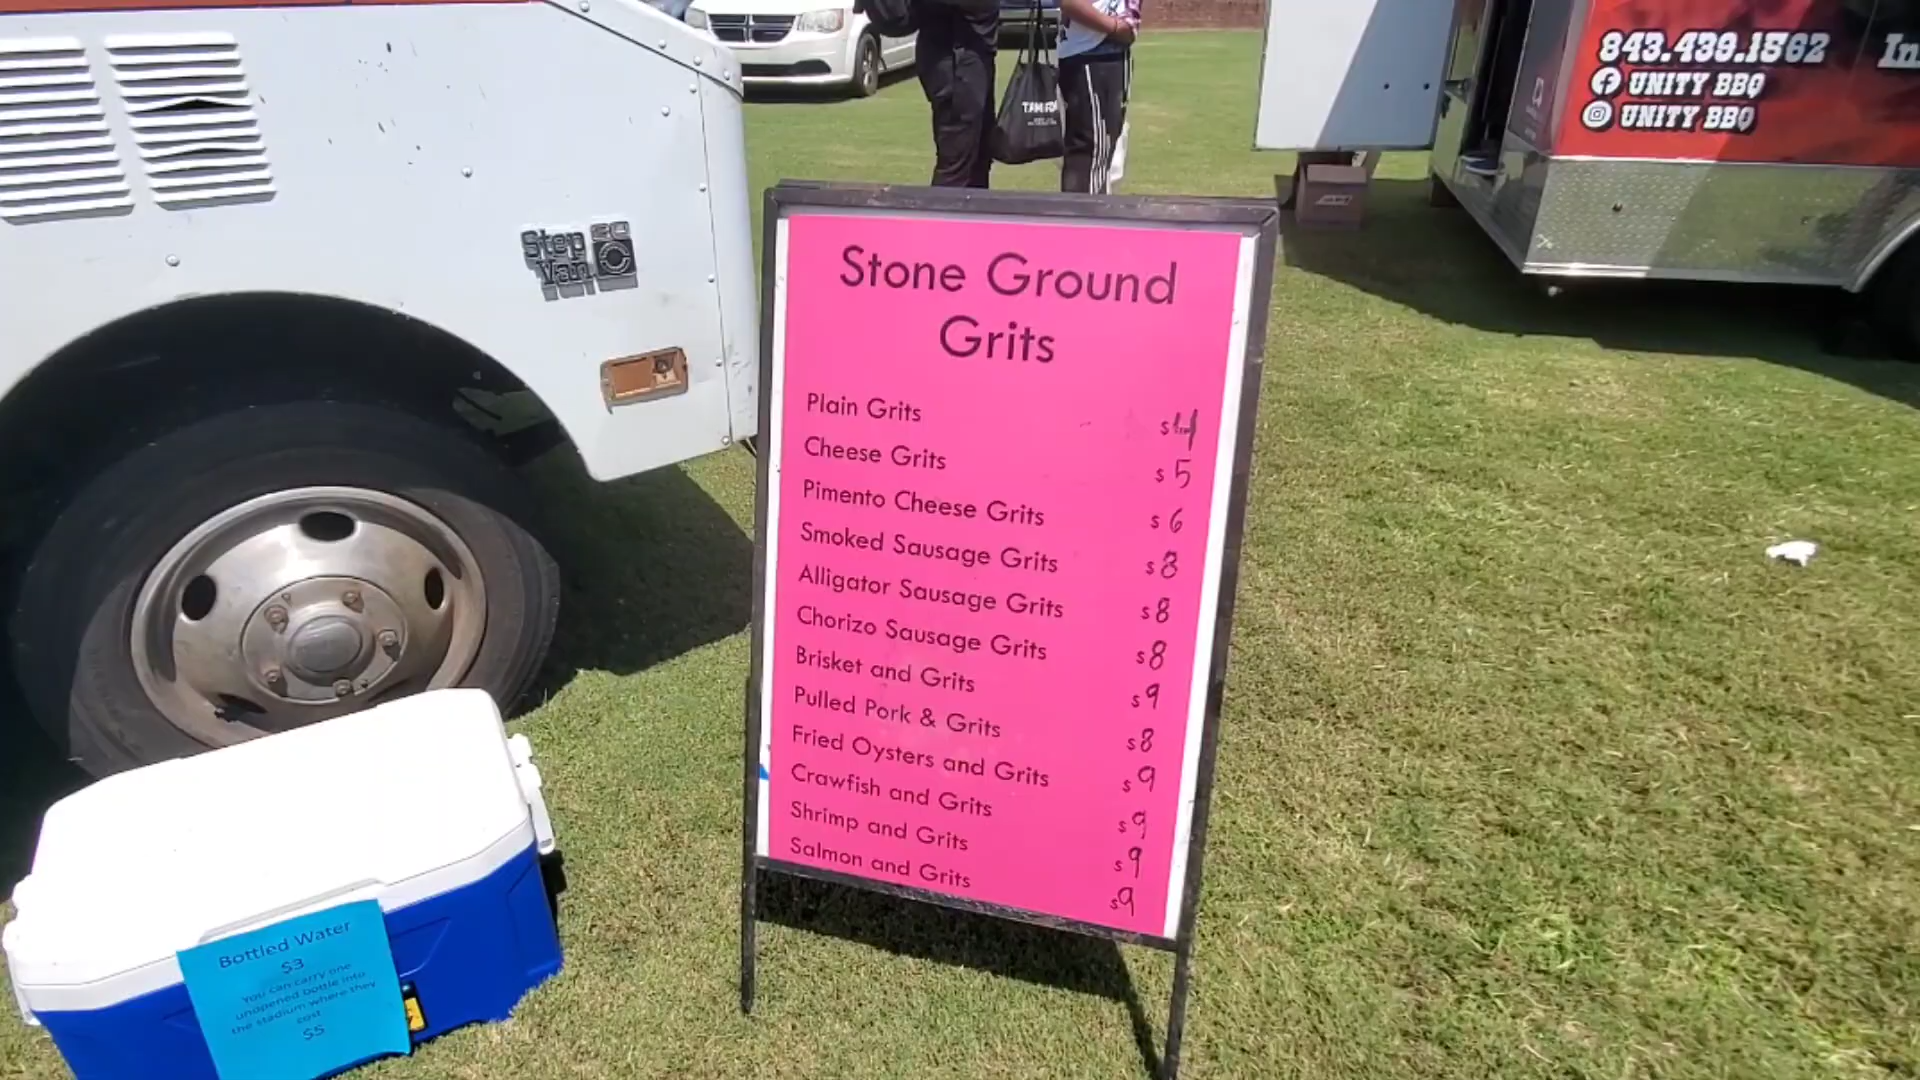 843.439.1562
UNITY BBQ
UNITY BBQ
Step
Van
Stone Ground
Grits
Plain Grits $4
Cheese Grits $5
Pimento Cheese Grits $6
Smoked Sausage Grits $8
Alligator Sausage Grits $8
Chorizo Sausage Grits $8
Brisket and Grits $9
Pulled Pork & Grits $8
Fried Oysters and Grits $9
Crawfish and Grits $9
Shrimp and Grits $9
Salmon and Grits $9
Bottled Water
$3
You can carry one
unopened bottle into
the stadium where they
cost
$5